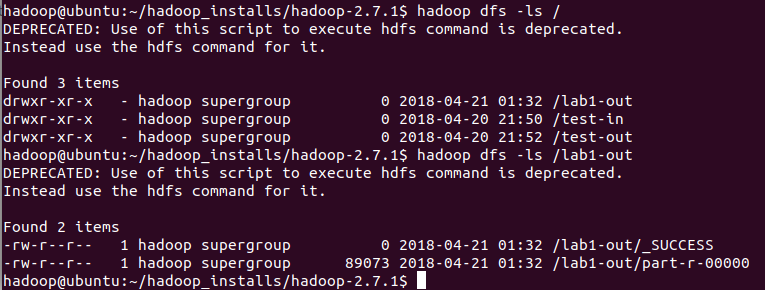 hadoop@ubuntu:~/hadoop_installs/hadoop-2.7.1$ hadoop dfs -ls /
DEPRECATED: Use of this script to execute hdfs command is deprecated.
Instead use the hdfs command for it.
Found 3 items
drwxr-xr-x   - hadoop supergroup          0 2018-04-21 01:32 /lab1-out
drwxr-xr-x   - hadoop supergroup          0 2018-04-20 21:50 /test-in
drwxr-xr-x   - hadoop supergroup          0 2018-04-20 21:52 /test-out
hadoop@ubuntu:~/hadoop_installs/hadoop-2.7.1$ hadoop dfs -ls /lab1-out
DEPRECATED: Use of this script to execute hdfs command is deprecated.
Instead use the hdfs command for it.
Found 2 items
-rw-r--r--   1 hadoop supergroup          0 2018-04-21 01:32 /lab1-out/_SUCCESS
-rw-r--r--   1 hadoop supergroup      89073 2018-04-21 01:32 /lab1-out/part-r-00000
hadoop@ubuntu:~/hadoop_installs/hadoop-2.7.1$